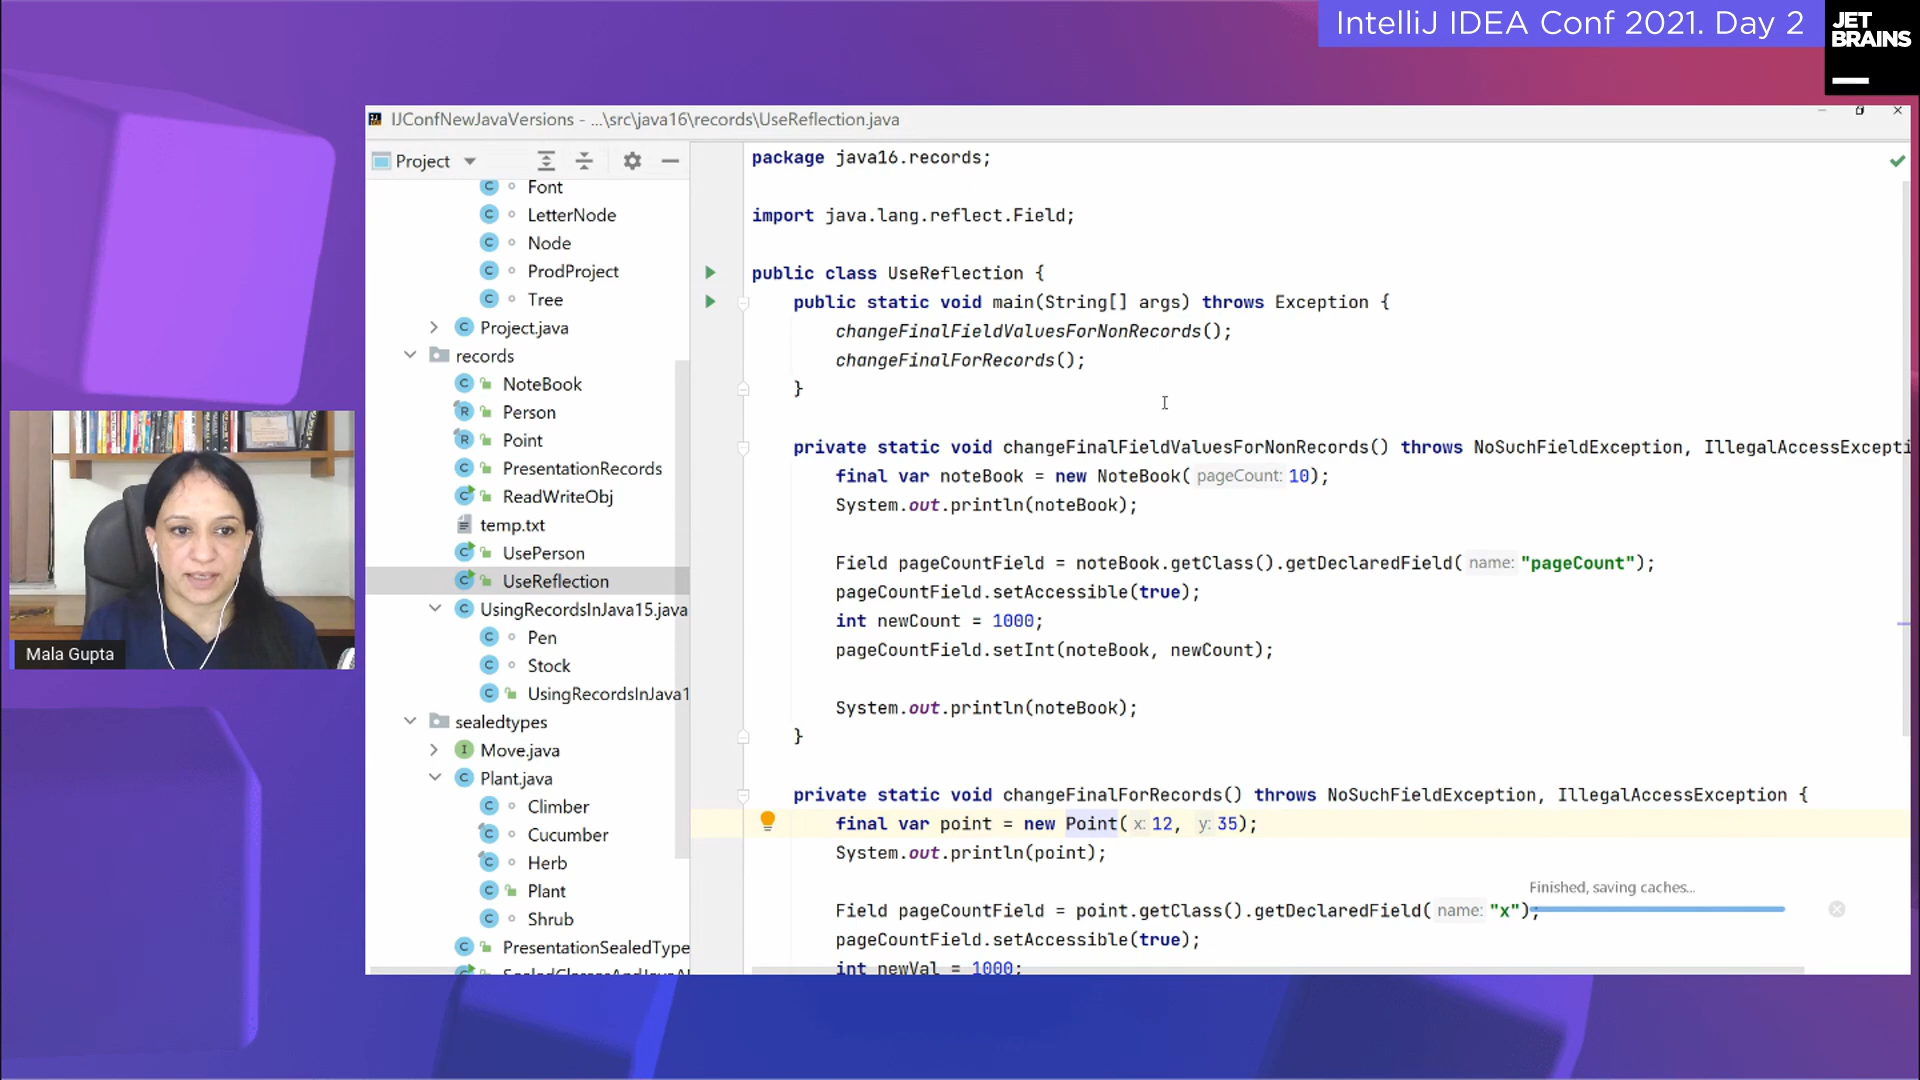 IntelliJ IDEA Conf 2021. Day 2
JET
BRAINS
IJConfNewJavaVersions - ...\src\java16\records\UseReflection.java
Project
Font
LetterNode
Node
ProdProject
Tree
Project.java
records
NoteBook
Person
Point
PresentationRecords
ReadWriteObj
temp.txt
UsePerson
UseReflection
UsingRecordsInJava15.java
Pen
Stock
UsingRecordsInJava1
sealedtypes
Move.java
Plant.java
Climber
Cucumber
Herb
Plant
Shrub
PresentationSealedType
package java16.records;
import java.lang.reflect.Field;
public class UseReflection {
public static void main(String[] args) throws Exception {
changeFinalFieldValuesForNonRecords();
changeFinalForRecords();
}
private static void changeFinalFieldValuesForNonRecords() throws NoSuchFieldException, IllegalAccessExcepti
final var noteBook = new NoteBook( pageCount: 10);
System.out.println(noteBook);
Field pageCountField = noteBook.getClass().getDeclaredField( name: "pageCount");
pageCountField.setAccessible(true);
int newCount = 1000;
pageCountField.setInt(noteBook, newCount);
System.out.println(noteBook);
}
private static void changeFinalForRecords() throws NoSuchFieldException, IllegalAccessException {
final var point = new Point( x: 12, y: 35);
System.out.println(point);
Finished, saving caches...
Field pageCountField = point.getClass().getDeclaredField( name: "x");
pageCountField.setAccessible(true);
int newVal = 1000;
Mala Gupta